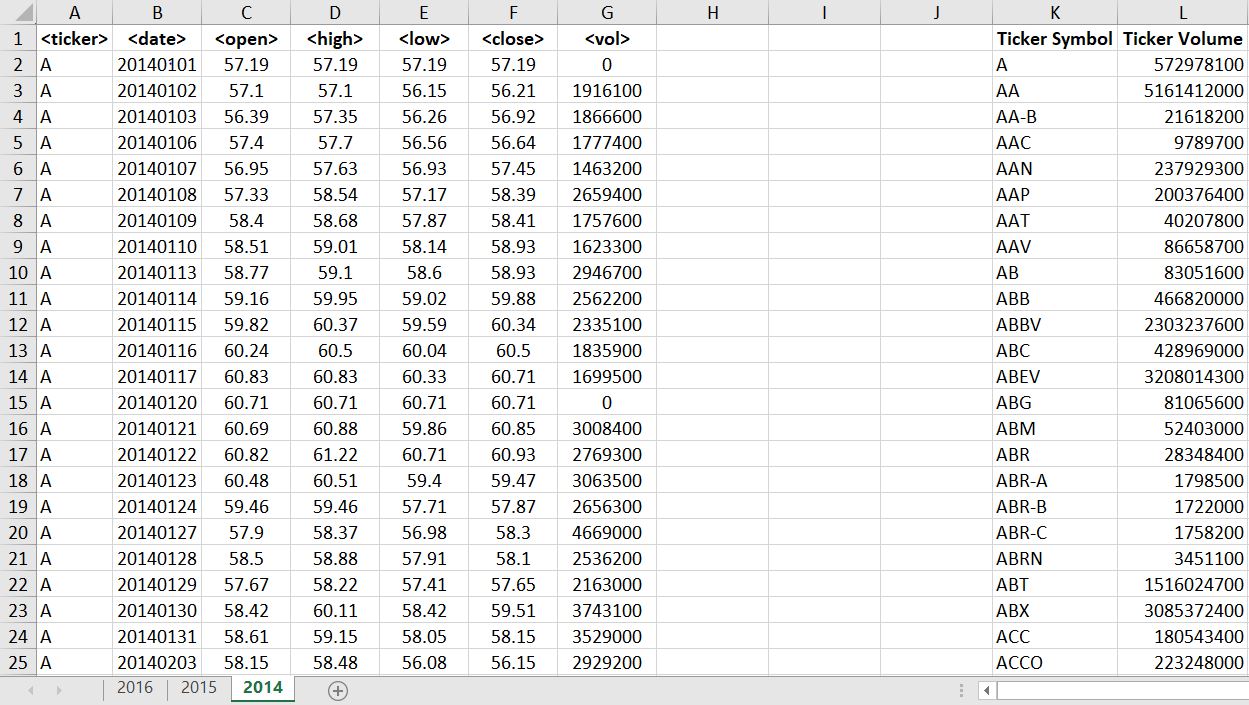 A B C D E F G H I J K L
1 <ticker> <date> <open> <high> <low> <close> <vol> Ticker Symbol Ticker Volume
2 A 20140101 57.19 57.19 57.19 57.19 0 A 572978100
3 A 20140102 57.1 57.1 56.15 56.21 1916100 AA 5161412000
4 A 20140103 56.39 57.35 56.26 56.92 1866600 AA-B 21618200
5 A 20140106 57.4 57.7 56.56 56.64 1777400 AAC 9789700
6 A 20140107 56.95 57.63 56.93 57.45 1463200 AAN 237929300
7 A 20140108 57.33 58.54 57.17 58.39 2659400 AAP 200376400
8 A 20140109 58.4 58.68 57.87 58.41 1757600 AAT 40207800
9 A 20140110 58.51 59.01 58.14 58.93 1623300 AAV 86658700
10 A 20140113 58.77 59.1 58.6 58.93 2946700 AB 83051600
11 A 20140114 59.16 59.95 59.02 59.88 2562200 ABB 466820000
12 A 20140115 59.82 60.37 59.59 60.34 2335100 ABBV 2303237600
13 A 20140116 60.24 60.5 60.04 60.5 1835900 ABC 428969000
14 A 20140117 60.83 60.83 60.33 60.71 1699500 ABEV 3208014300
15 A 20140120 60.71 60.71 60.71 60.71 0 ABG 81065600
16 A 20140121 60.69 60.88 59.86 60.85 3008400 ABM 52403000
17 A 20140122 60.82 61.22 60.71 60.93 2769300 ABR 28348400
18 A 20140123 60.48 60.51 59.4 59.47 3063500 ABR-A 1798500
19 A 20140124 59.46 59.46 57.71 57.87 2656300 ABR-B 1722000
20 A 20140127 57.9 58.37 56.98 58.3 4669000 ABR-C 1758200
21 A 20140128 58.5 58.88 57.91 58.1 2536200 ABRN 3451100
22 A 20140129 57.67 58.22 57.41 57.65 2163000 ABT 1516024700
23 A 20140130 58.42 60.11 58.42 59.51 3743100 ABX 3085372400
24 A 20140131 58.61 59.15 58.05 58.15 3529000 ACC 180543400
25 A 20140203 58.15 58.48 56.08 56.15 2929200 ACCO 223248000
2016 2015 2014